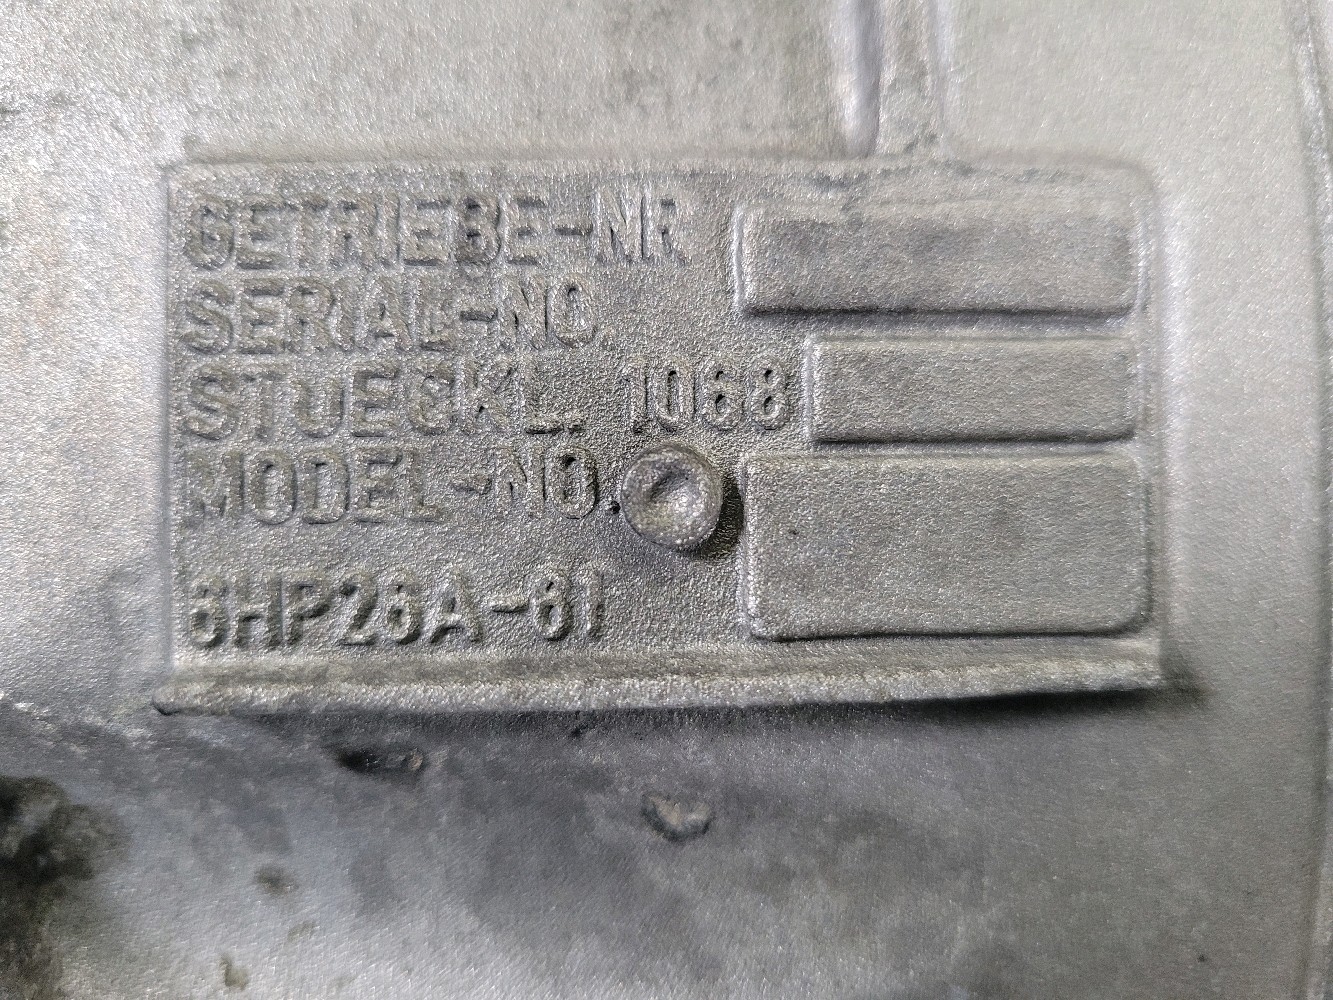 GETRIEBE-NR
SERIAL-NO.
STUECKL. 1068
MODEL-NO.
6HP26A-61